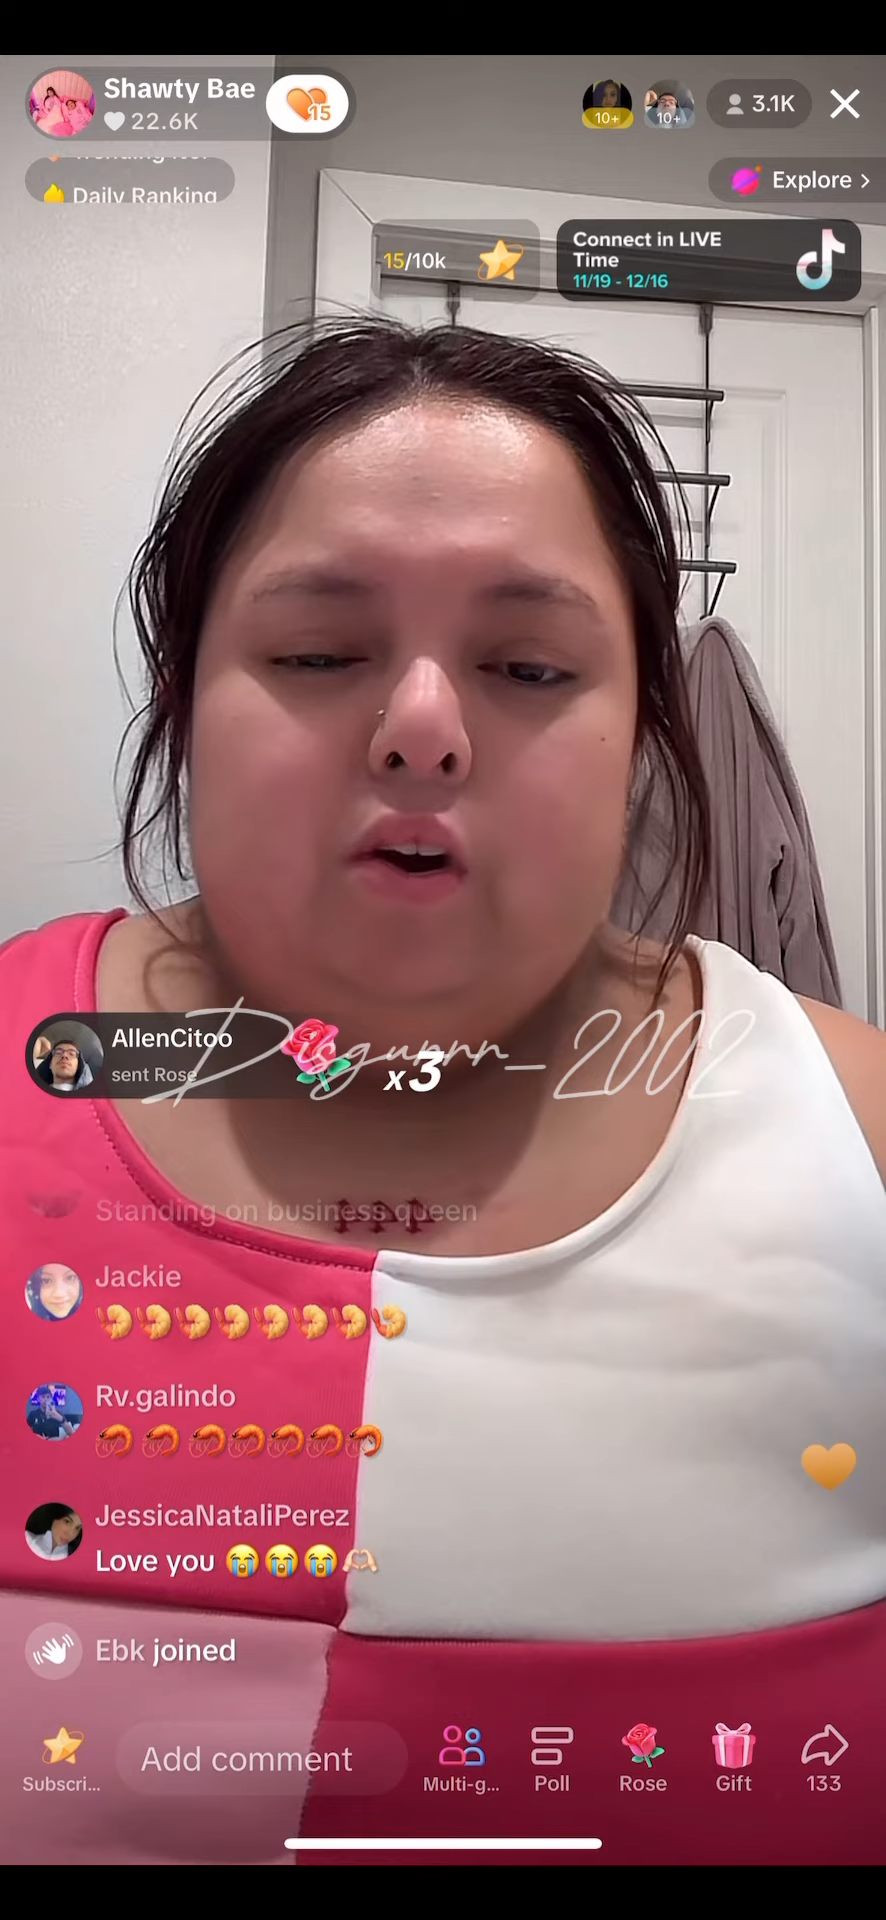 Shawty Bae
22.6K
15
10+
10+
3.1K
Daily Ranking
Explore >
15/10k
Connect in LIVE
Time
11/19 - 12/16
AllenCitoo
sent Rose
x3
Standing on business queen
Jackie
Rv.galindo
JessicaNataliPerez
Love you 😭😭😭🫶🏻
Ebk joined
Subscri...
Add comment
Multi-g...
Poll
Rose
Gift
133